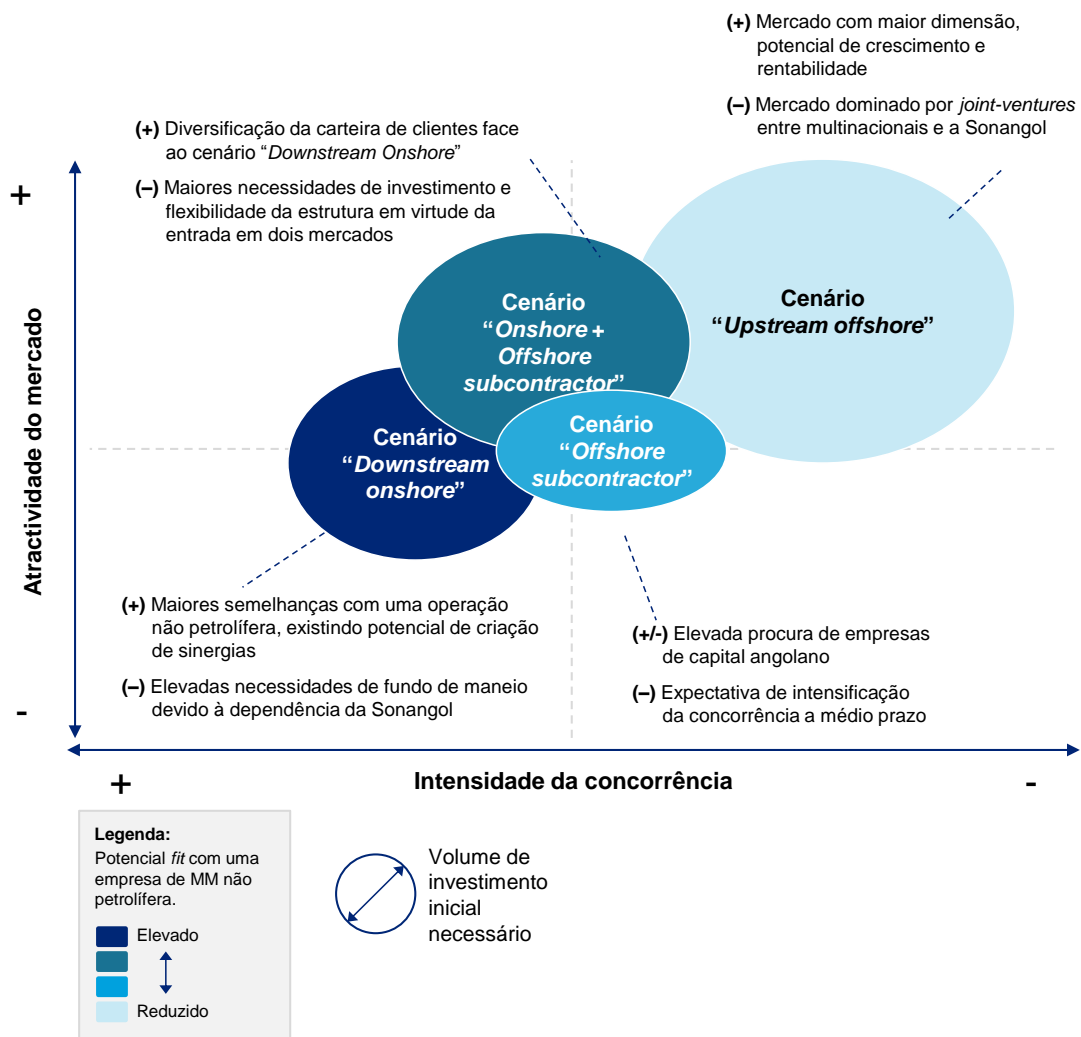 (+) Mercado com maior dimensão,
potencial de crescimento e
rentabilidade
(–) Mercado dominado por joint-ventures
entre multinacionais e a Sonangol
(+) Diversificação da carteira de clientes face
ao cenário “Downstream Onshore”
(–) Maiores necessidades de investimento e
flexibilidade da estrutura em virtude da
entrada em dois mercados
+
Atractividade do mercado
-
Cenário
“Upstream offshore”
Cenário
“Onshore +
Offshore
subcontractor”
Cenário
“Downstream
onshore”
Cenário
“Offshore
subcontractor”
(+) Maiores semelhanças com uma operação
não petrolífera, existindo potencial de criação
de sinergias
(–) Elevadas necessidades de fundo de maneio
devido à dependência da Sonangol
(+/-) Elevada procura de empresas
de capital angolano
(–) Expectativa de intensificação
da concorrência a médio prazo
+
Intensidade da concorrência
-
Legenda:
Potencial fit com uma
empresa de MM não
petrolífera.
Elevado
Reduzido
Volume de
investimento
inicial
necessário